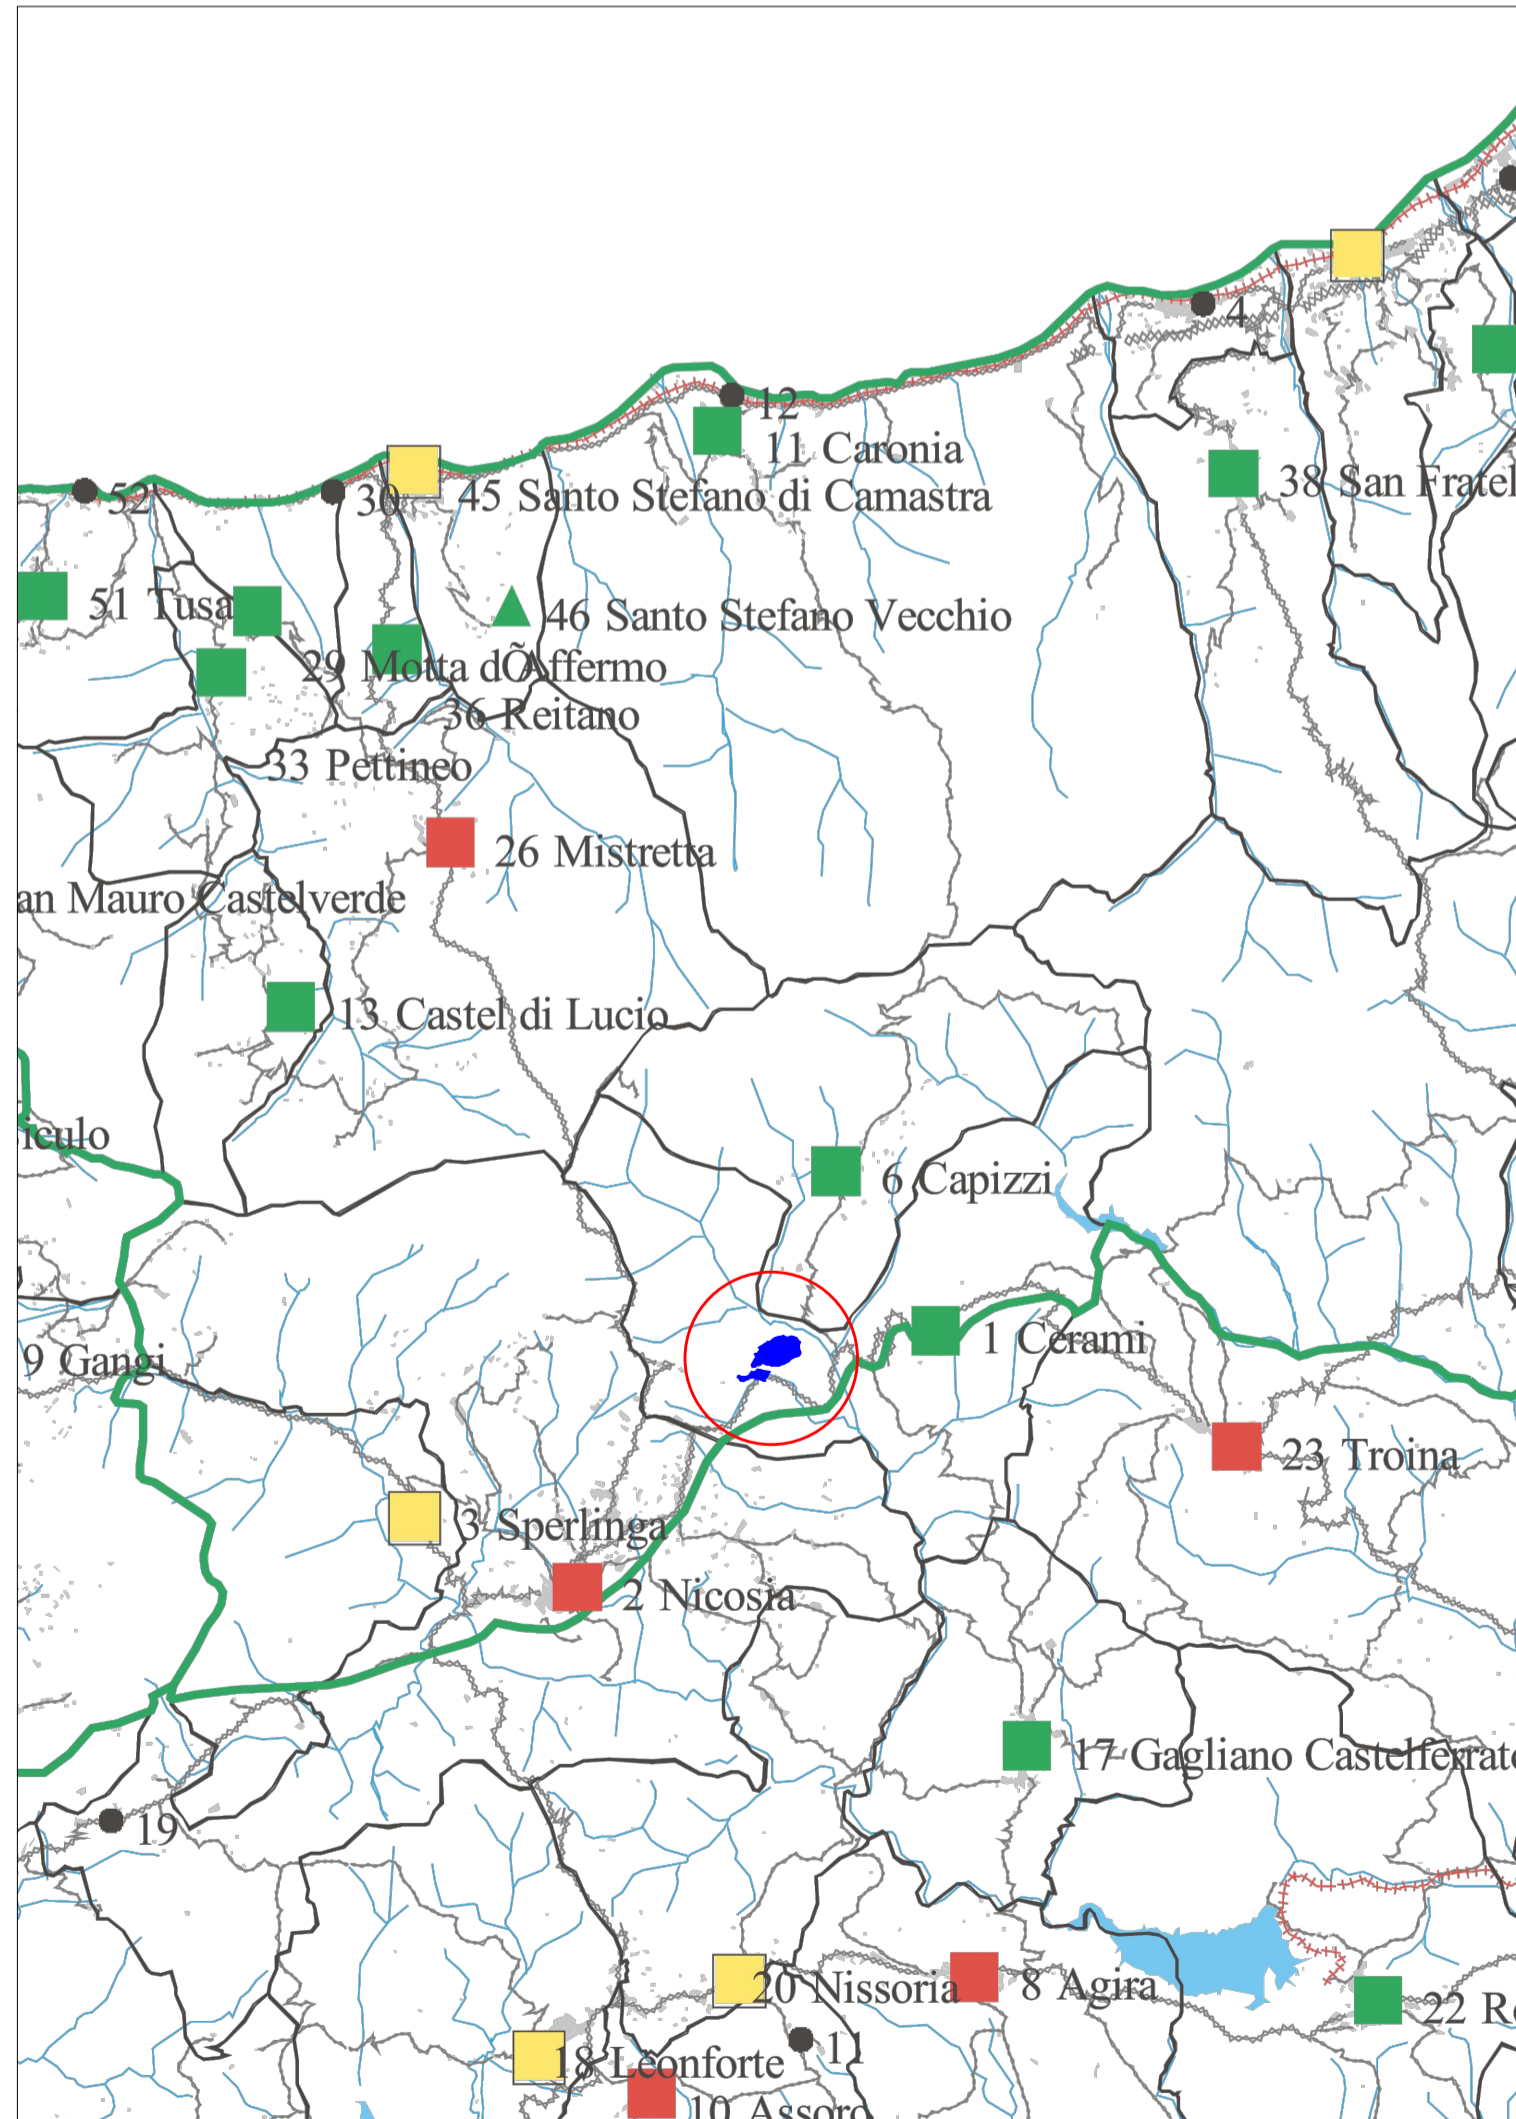 4
12
11 Caronia
38 San Fratel
52
30
45 Santo Stefano di Camastra
51 Tusa
46 Santo Stefano Vecchio
29 Motta dÕAffermo
36 Reitano
33 Pettineo
26 Mistretta
an Mauro Castelverde
13 Castel di Lucio
iculo
6 Capizzi
1 Cerami
9 Gangi
23 Troina
3 Sperlinga
2 Nicosia
17 Gagliano Castelferrato
19
20 Nissoria
8 Agira
22 Re
11
18 Leonforte
10 Assoro